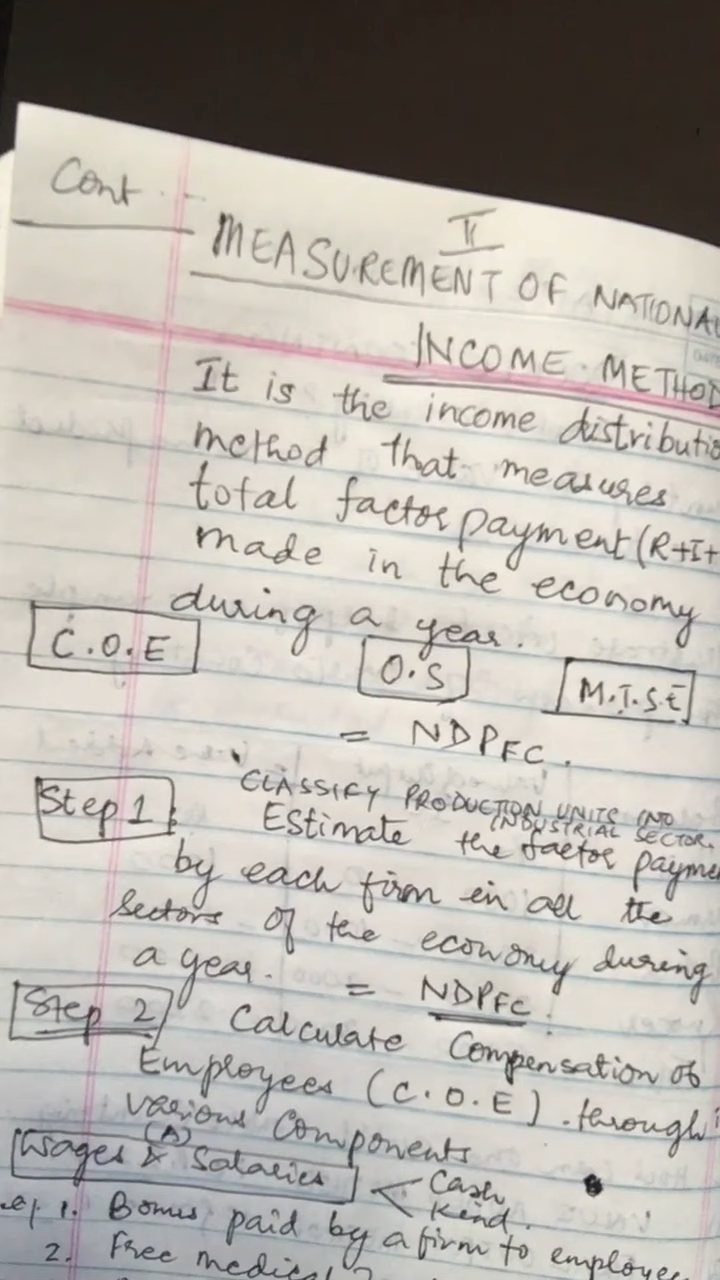 Cont
II
MEASUREMENT OF NATIONAL
INCOME. METHOD
It is the income distributio
method that measures
total factor payment (R+I+
made in the economy
during a year.
C.O.E O.S M.I.S.E
= NDPFC.
CLASSIFY PRODUCTION UNITS INTO
INDUSTRIAL SECTOR.
Step 1: Estimate the factor payme
by each firm in all the
sectors of the economy during
a year. = NDPFC.
Step 2 Calculate Compensation of
Employees (C.O.E). through
various components
(A)
Wages & Salaries < Cash
Kind.
1. Bonus paid by a firm to employee
2. Free medical